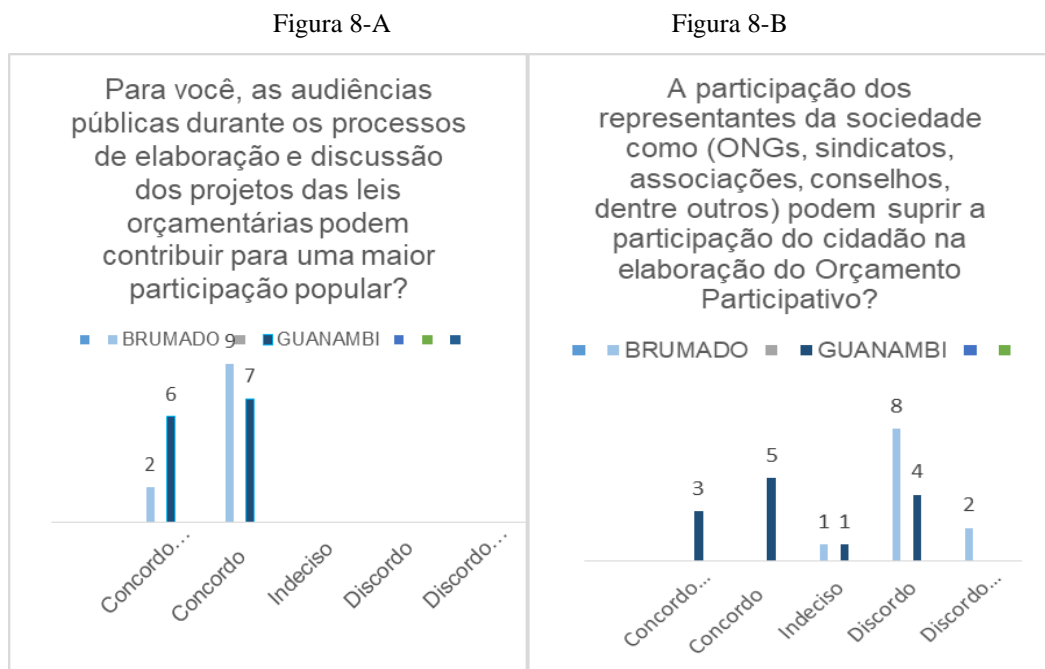 Figura 8-A
Para você, as audiências
públicas durante os processos
de elaboração e discussão
dos projetos das leis
orçamentárias podem
contribuir para uma maior
participação popular?
BRUMADO GUANAMBI
9
7
6
2
Concordo...
Concordo
Indeciso
Discordo
Discordo...
Figura 8-B
A participação dos
representantes da sociedade
como (ONGs, sindicatos,
associações, conselhos,
dentre outros) podem suprir a
participação do cidadão na
elaboração do Orçamento
Participativo?
BRUMADO GUANAMBI
3
5
1 1
8
4
2
Concordo...
Concordo
Indeciso
Discordo
Discordo...